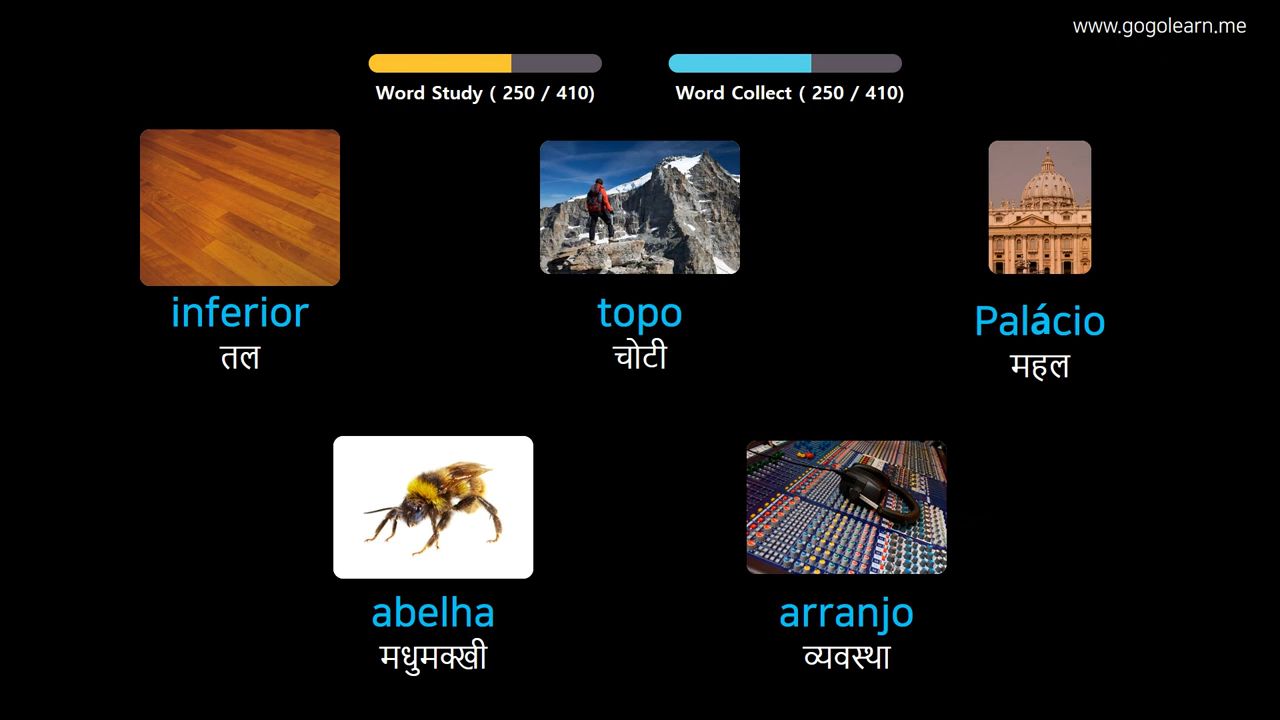 www.gogolearn.me
Word Study ( 250 / 410)
Word Collect ( 250 / 410)
inferior
तल
topo
चोटी
Palácio
महल
abelha
मधुमक्खी
arranjo
व्यवस्था